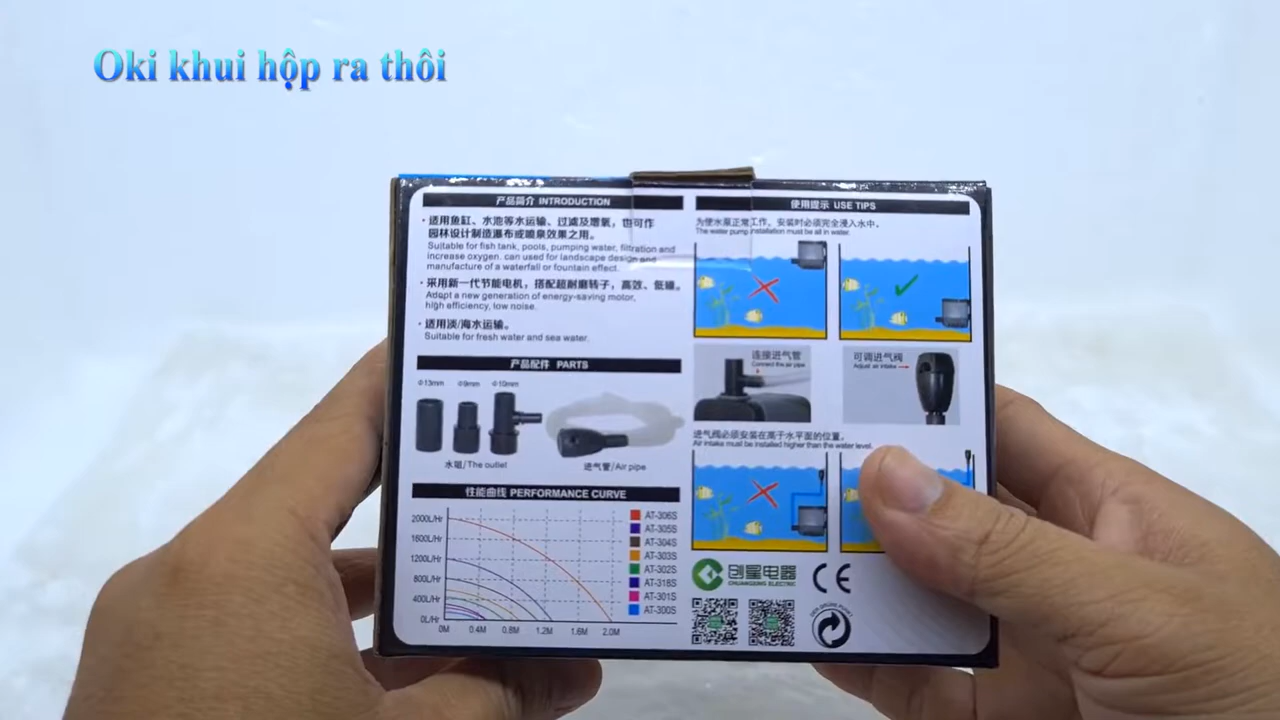 Oki khui hộp ra thôi
产品简介 INTRODUCTION
· 适用鱼缸、水池等水运输、过滤及增氧，也可作
园林设计制造瀑布或喷泉效果之用。
Suitable for fish tank, pools, pumping water, filtration and
increase oxygen. can used for landscape design and
manufacture of a waterfall or fountain effect.
· 采用新一代节能电机，搭配超耐磨转子，高效、低噪。
Adopt a new generation of energy-saving motor,
high efficiency, low noise.
· 适用淡/海水运输。
Suitable for fresh water and sea water.
产品配件 PARTS
Φ13mm Φ9mm Φ10mm
水咀/The outlet
进气管/Air pipe
性能曲线 PERFORMANCE CURVE
2000L/Hr
1600L/Hr
1200L/Hr
800L/Hr
400L/Hr
0L/Hr
0M 0.4M 0.8M 1.2M 1.6M 2.0M
AT-306S
AT-305S
AT-304S
AT-303S
AT-302S
AT-318S
AT-301S
AT-300S
使用提示 USE TIPS
为使水泵正常工作，安装时必须完全浸入水中。
The water pump installation must be all in water.
连接进气管
Connect the air pipe
可调进气阀
Adjust air intake
进气阀必须安装在高于水平面的位置。
Air intake must be installed higher than the water level.
创星电器
CHUANGXING ELECTRIC
CE
DER GRÜNE PUNKT